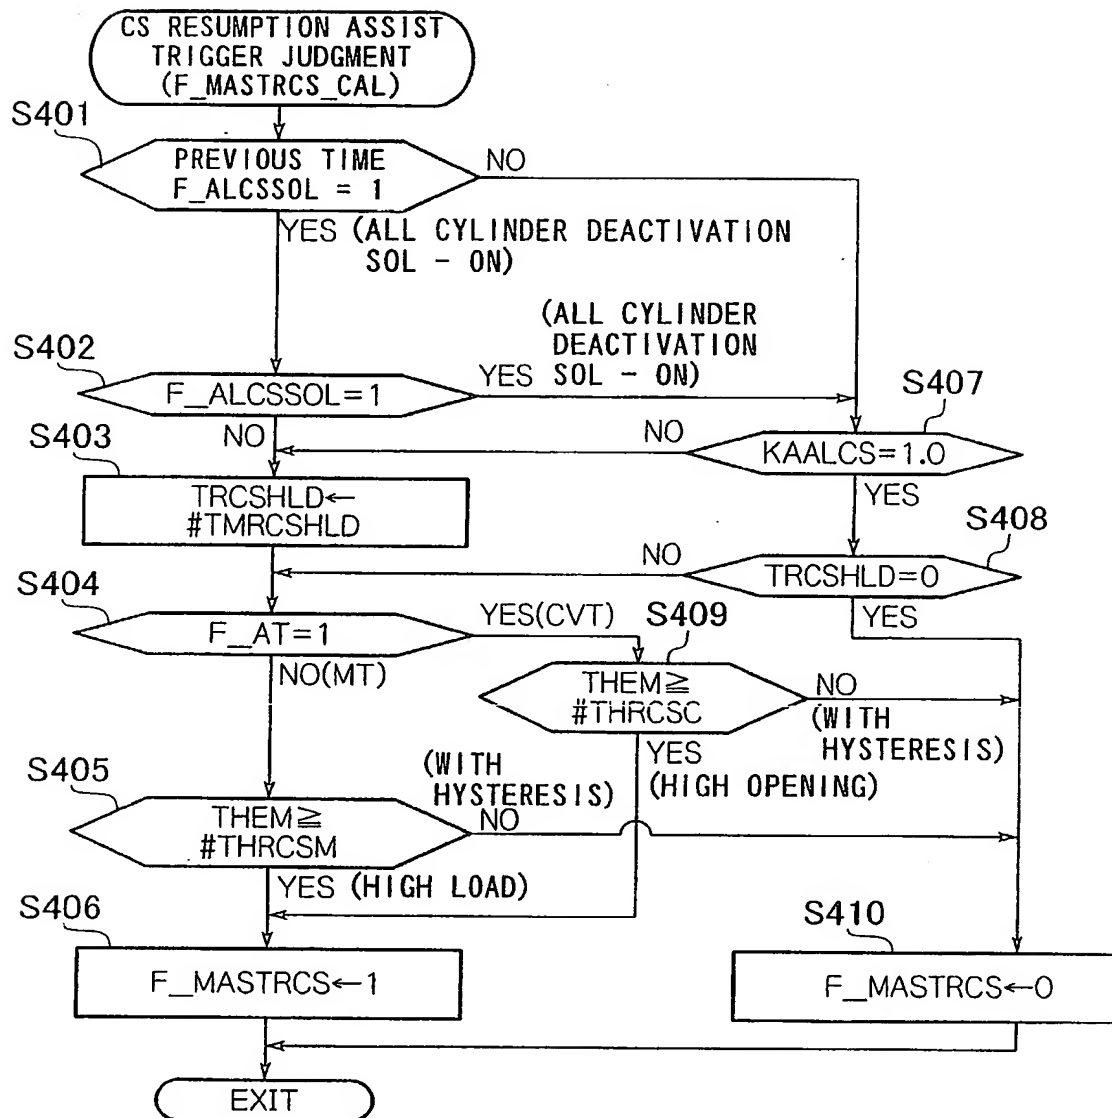 CS RESUMPTION ASSIST
TRIGGER JUDGMENT
(F_MASTRCS_CAL)
S401
PREVIOUS TIME
F_ALCSSOL = 1
NO
YES (ALL CYLINDER DEACTIVATION
SOL - ON)
(ALL CYLINDER
DEACTIVATION
SOL - ON)
S402
F_ALCSSOL=1
YES
NO
S407
KAALCS=1.0
NO
YES
S403
TRCSHLD←
#TMRCSHLD
S408
TRCSHLD=0
NO
YES
S404
F_AT=1
YES(CVT)
NO(MT)
S409
THEM≧
#THRCSC
NO
(WITH
HYSTERESIS)
YES
(HIGH OPENING)
S405
THEM≧
#THRCSM
(WITH
HYSTERESIS)
NO
YES (HIGH LOAD)
S406
F_MASTRCS←1
S410
F_MASTRCS←0
EXIT